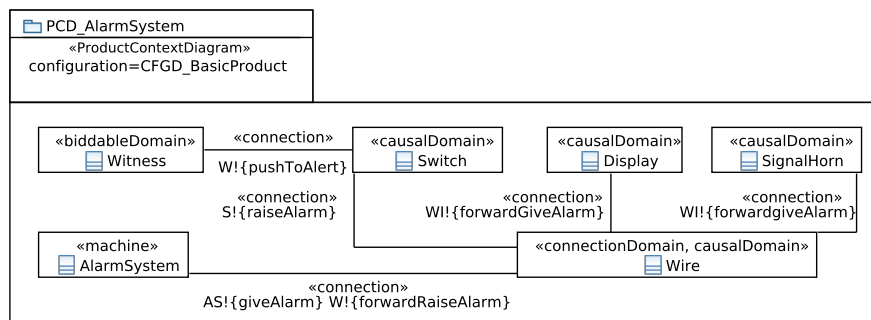 PCD_AlarmSystem
«ProductContextDiagram»
configuration=CFGD_BasicProduct
«biddableDomain»
Witness
«connection»
W!{pushToAlert}
«causalDomain»
Switch
«causalDomain»
Display
«causalDomain»
SignalHorn
«connection»
S!{raiseAlarm}
«connection»
WI!{forwardGiveAlarm}
«connection»
WI!{forwardgiveAlarm}
«machine»
AlarmSystem
«connectionDomain, causalDomain»
Wire
«connection»
AS!{giveAlarm} W!{forwardRaiseAlarm}